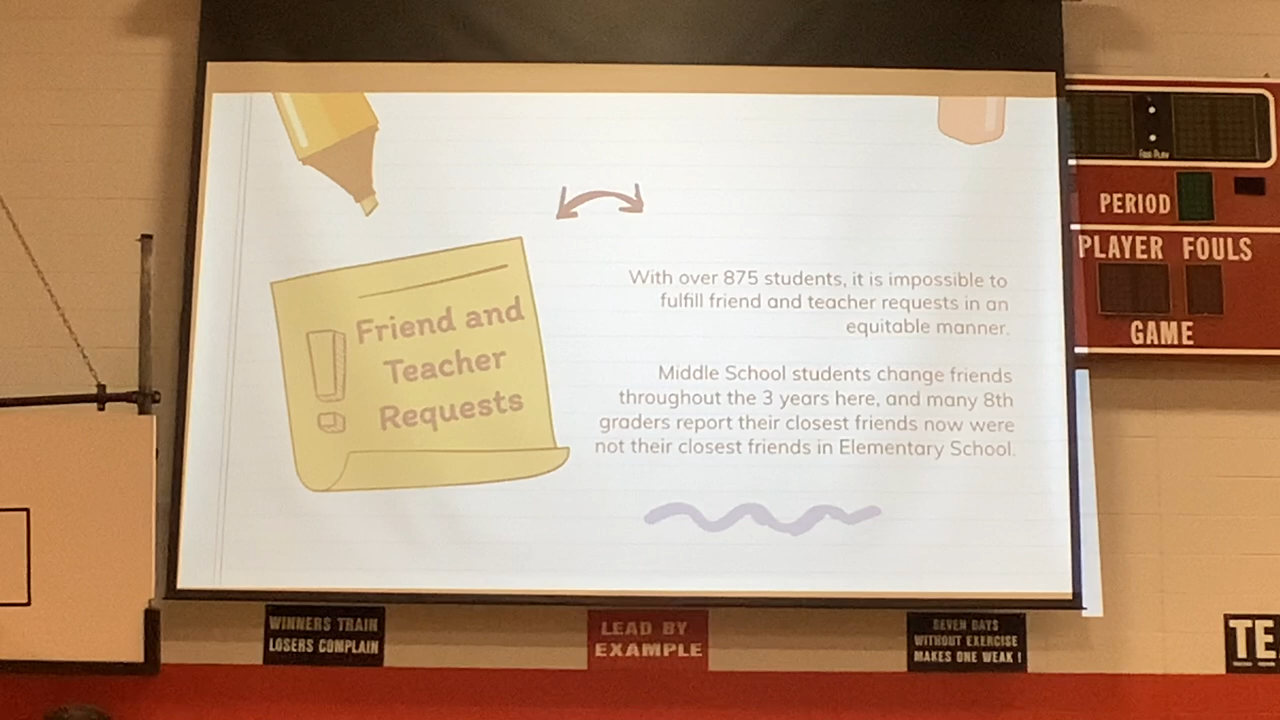 Friend and
Teacher
Requests
With over 875 students, it is impossible to
fulfill friend and teacher requests in an
equitable manner.
Middle School students change friends
throughout the 3 years here, and many 8th
graders report their closest friends now were
not their closest friends in Elementary School.
Fair Play
PERIOD
PLAYER FOULS
GAME
WINNERS TRAIN
LOSERS COMPLAIN
LEAD BY
EXAMPLE
SEVEN DAYS
WITHOUT EXERCISE
MAKES ONE WEAK !
TE